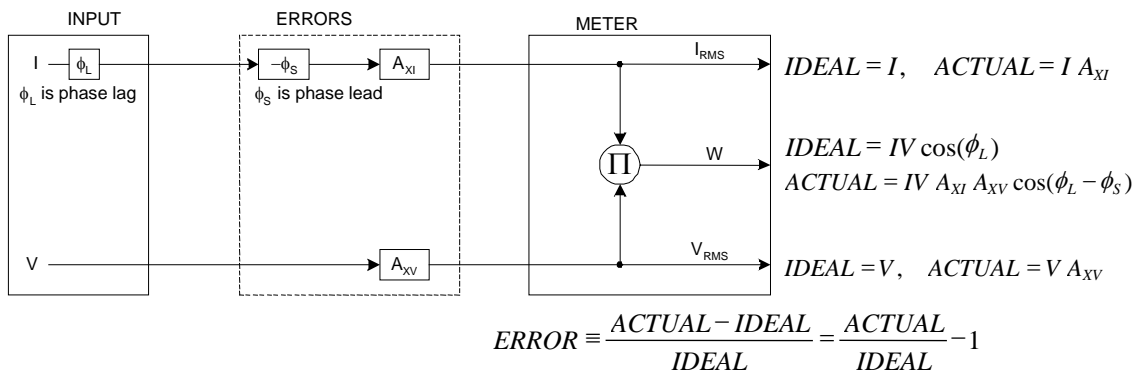 INPUT
ERRORS
METER
I ϕL
−ϕS
AXI
IRMS
IDEAL = I, ACTUAL = I AXI
ϕL is phase lag
ϕS is phase lead
Π
W
IDEAL = IV cos(ϕL)
ACTUAL = IV AXI AXV cos(ϕL − ϕS)
V
AXV
VRMS
IDEAL = V, ACTUAL = V AXV
ERROR ≡ ACTUAL − IDEAL / IDEAL = ACTUAL / IDEAL − 1